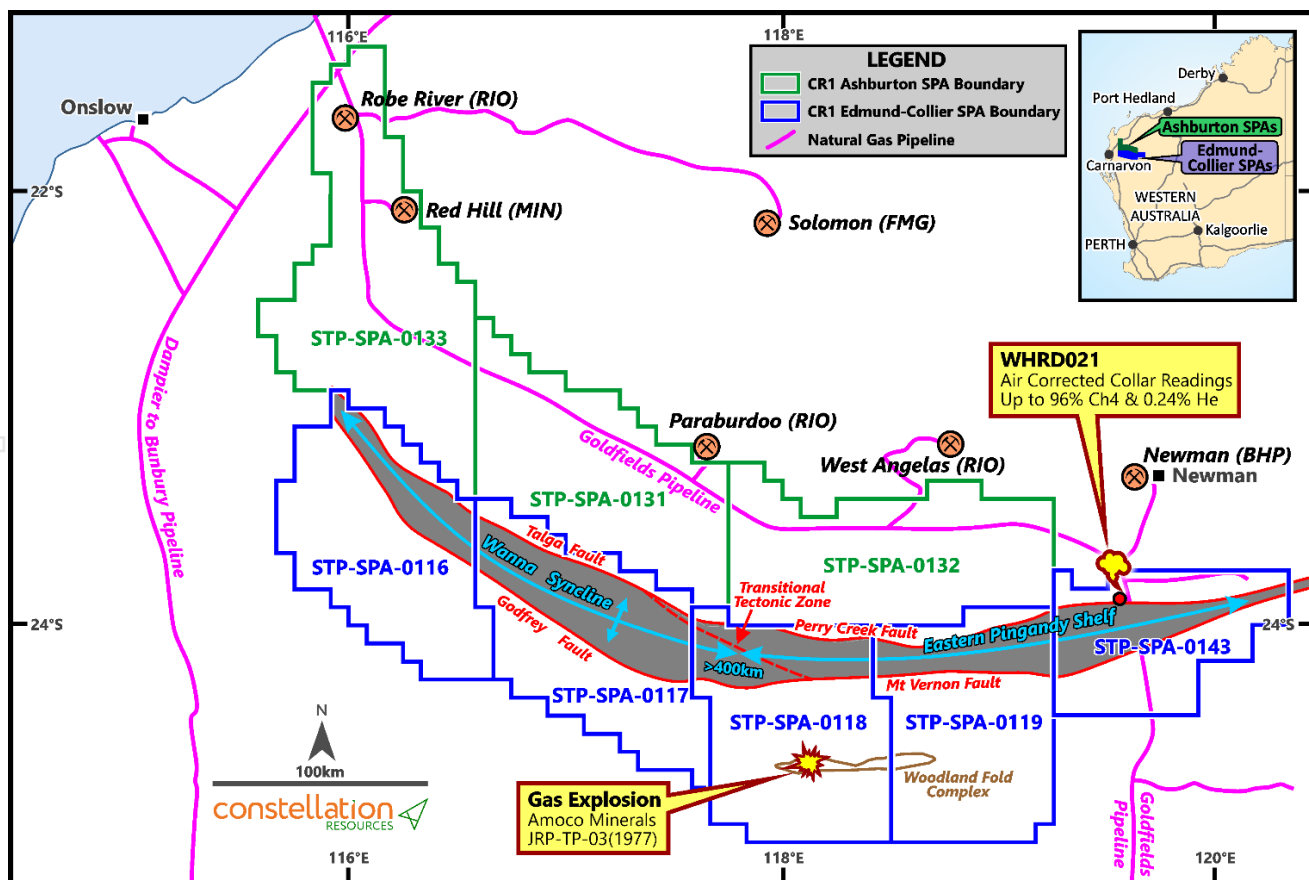 116°E
118°E
LEGEND
CR1 Ashburton SPA Boundary
CR1 Edmund-Collier SPA Boundary
Natural Gas Pipeline
Derby
Port Hedland
Ashburton SPAs
Edmund-
Collier SPAs
Carnarvon
WESTERN
AUSTRALIA
Kalgoorlie
PERTH
Onslow
Robe River (RIO)
22°S
Red Hill (MIN)
Solomon (FMG)
STP-SPA-0133
Dampier to Bunbury Pipeline
WHRD021
Air Corrected Collar Readings
Up to 96% Ch4 & 0.24% He
Paraburdoo (RIO)
Goldfields Pipeline
West Angelas (RIO)
Newman (BHP)
Newman
STP-SPA-0131
STP-SPA-0132
STP-SPA-0116
Talga Fault
Wanna Syncline
Godfrey Fault
Transitional
Tectonic Zone
Perry Creek Fault
Eastern Pingandy Shelf
24°S
24°S
STP-SPA-0143
>400km
Mt Vernon Fault
STP-SPA-0117
STP-SPA-0118
STP-SPA-0119
Woodland Fold
Complex
N
100km
constellation
RESOURCES
Gas Explosion
Amoco Minerals
JRP-TP-03(1977)
Goldfields
Pipeline
116°E
118°E
120°E